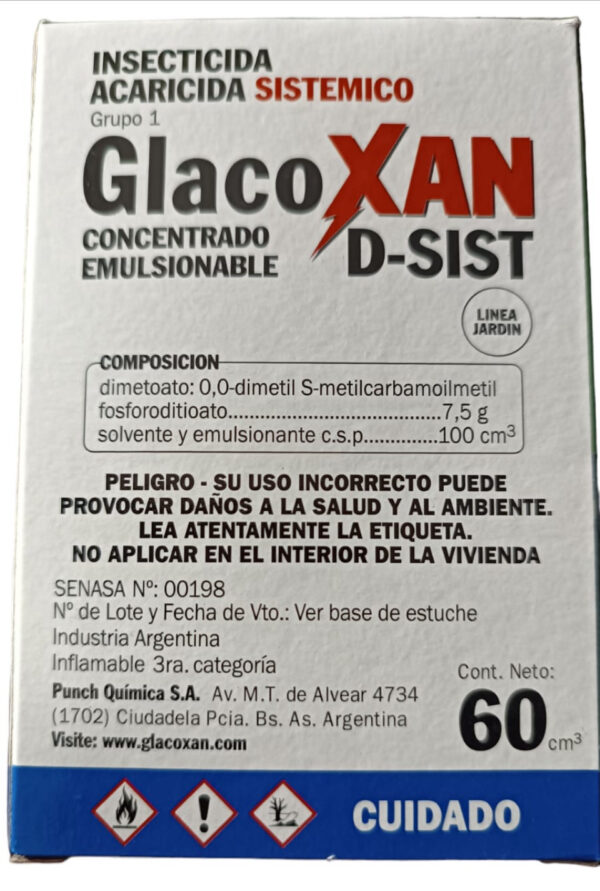 INSECTICIDA
ACARICIDA SISTEMICO
Grupo 1
GlacoXAN
CONCENTRADO
EMULSIONABLE
D-SIST
LINEA
JARDIN
COMPOSICION
dimetoato: 0,0-dimetil S-metilcarbamoilmetil
fosforoditioato.......................................7,5 g
solvente y emulsionante c.s.p.............100 cm³
PELIGRO - SU USO INCORRECTO PUEDE
PROVOCAR DAÑOS A LA SALUD Y AL AMBIENTE.
LEA ATENTAMENTE LA ETIQUETA.
NO APLICAR EN EL INTERIOR DE LA VIVIENDA
SENASA Nº: 00198
Nº de Lote y Fecha de Vto.: Ver base de estuche
Industria Argentina
Inflamable 3ra. categoría
Punch Química S.A. Av. M.T. de Alvear 4734
(1702) Ciudadela Pcia. Bs. As. Argentina
Visite: www.glacoxan.com
Cont. Neto:
60 cm³
CUIDADO